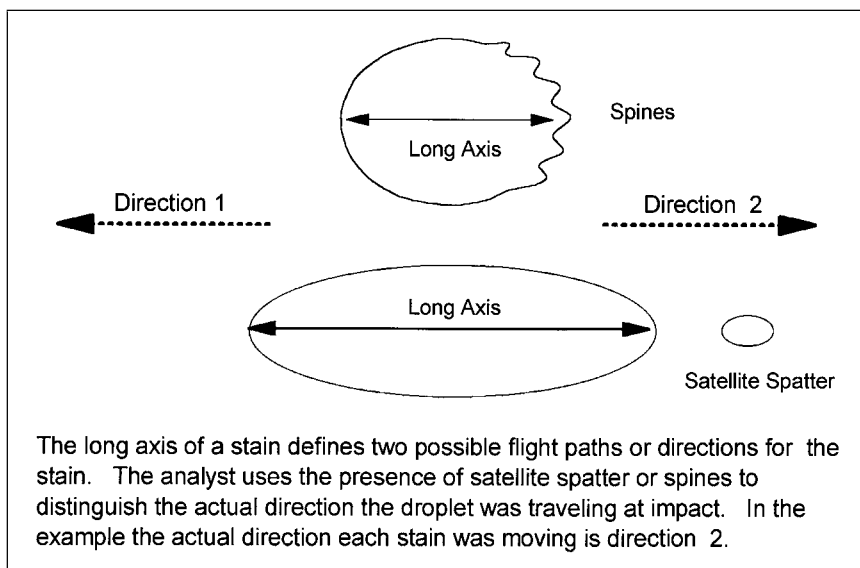 Spines
Long Axis
Direction 1
Direction 2
Long Axis
Satellite Spatter
The long axis of a stain defines two possible flight paths or directions for the
stain. The analyst uses the presence of satellite spatter or spines to
distinguish the actual direction the droplet was traveling at impact. In the
example the actual direction each stain was moving is direction 2.